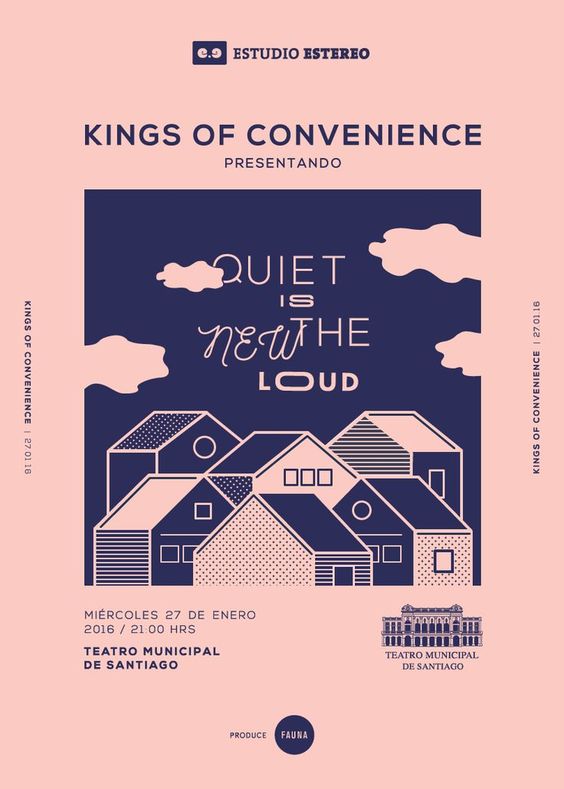 ESTUDIO ESTEREO
KINGS OF CONVENIENCE
PRESENTANDO
QUIET
IS
NEW THE
LOUD
KINGS OF CONVENIENCE | 27.01.16
KINGS OF CONVENIENCE | 27.01.16
MIÉRCOLES 27 DE ENERO
2016 / 21:00 HRS
TEATRO MUNICIPAL
DE SANTIAGO
TEATRO MUNICIPAL
DE SANTIAGO
PRODUCE FAUNA